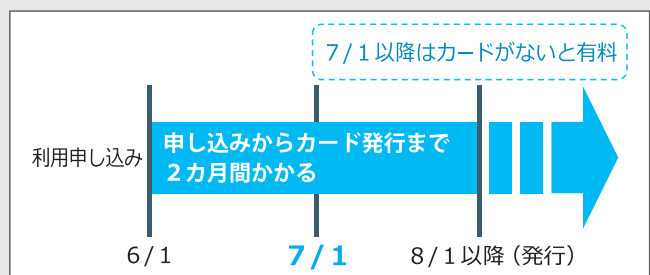 7/1以降はカードがないと有料
申し込みからカード発行まで
2カ月間かかる
利用申し込み
6/1
7/1
8/1以降（発行）